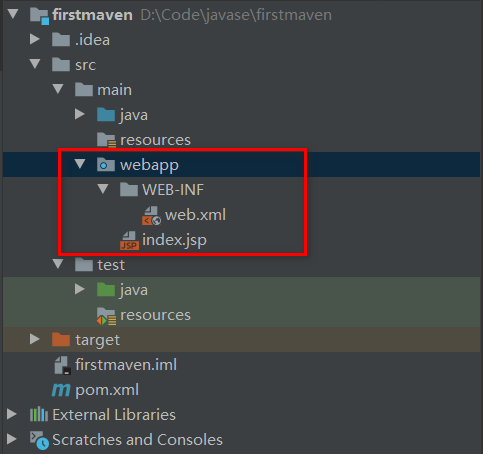 firstmaven D:\Code\javase\firstmaven
.idea
src
main
java
resources
webapp
WEB-INF
web.xml
JSP index.jsp
test
java
resources
target
firstmaven.iml
m pom.xml
External Libraries
Scratches and Consoles